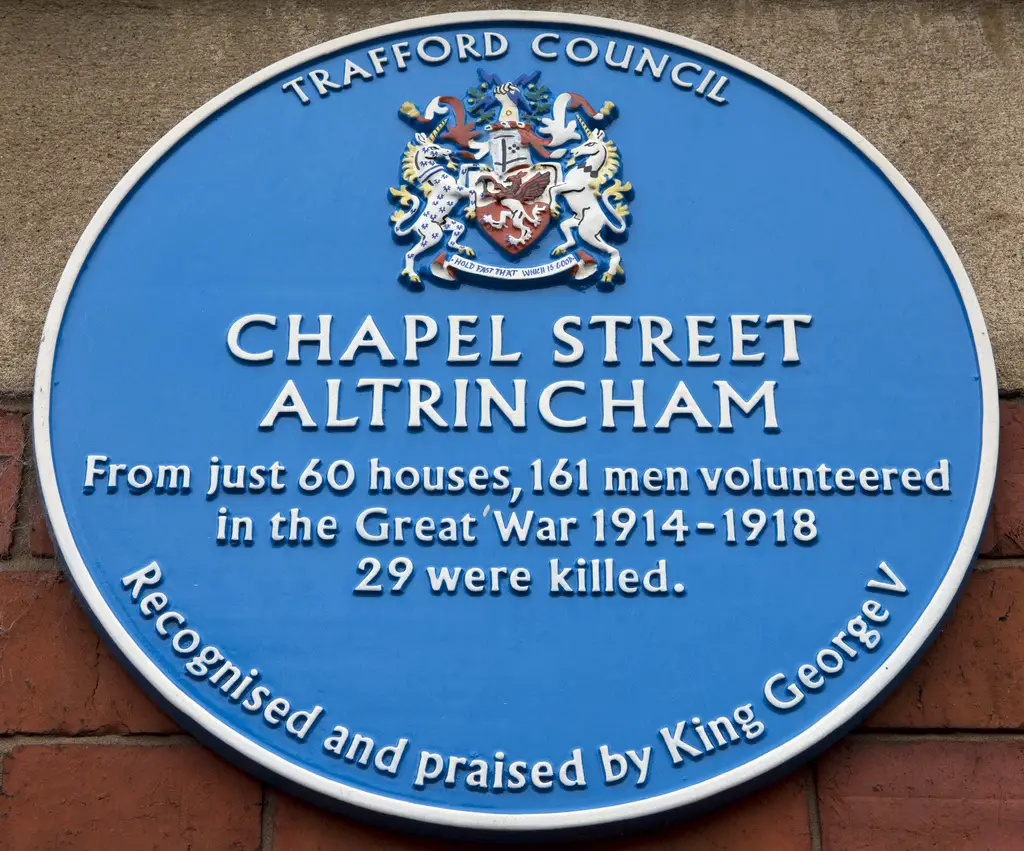 TRAFFORD COUNCIL
HOLD FAST THAT WHICH IS GOOD
CHAPEL STREET
ALTRINCHAM
From just 60 houses, 161 men volunteered
in the Great War 1914-1918
29 were killed.
Recognised and praised by King George V